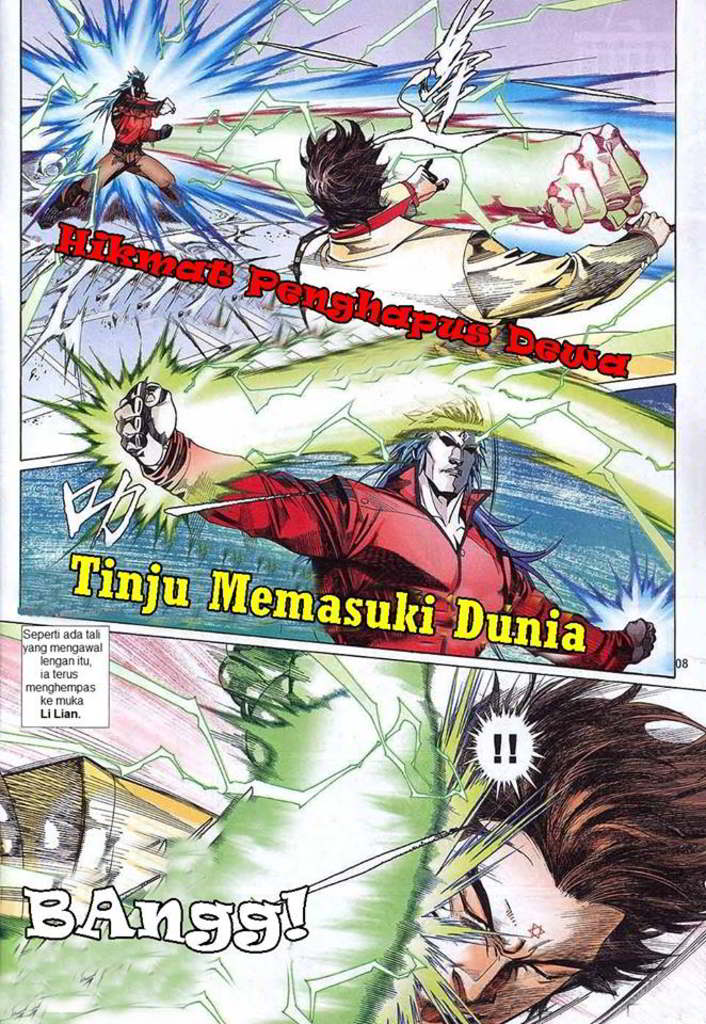 Hikmat Penghapus Dewa
Tinju Memasuki Dunia
08
Seperti ada tali
yang mengawal
lengan itu,
ia terus
menghempas
ke muka
Li Lian.
!!
BAngg!